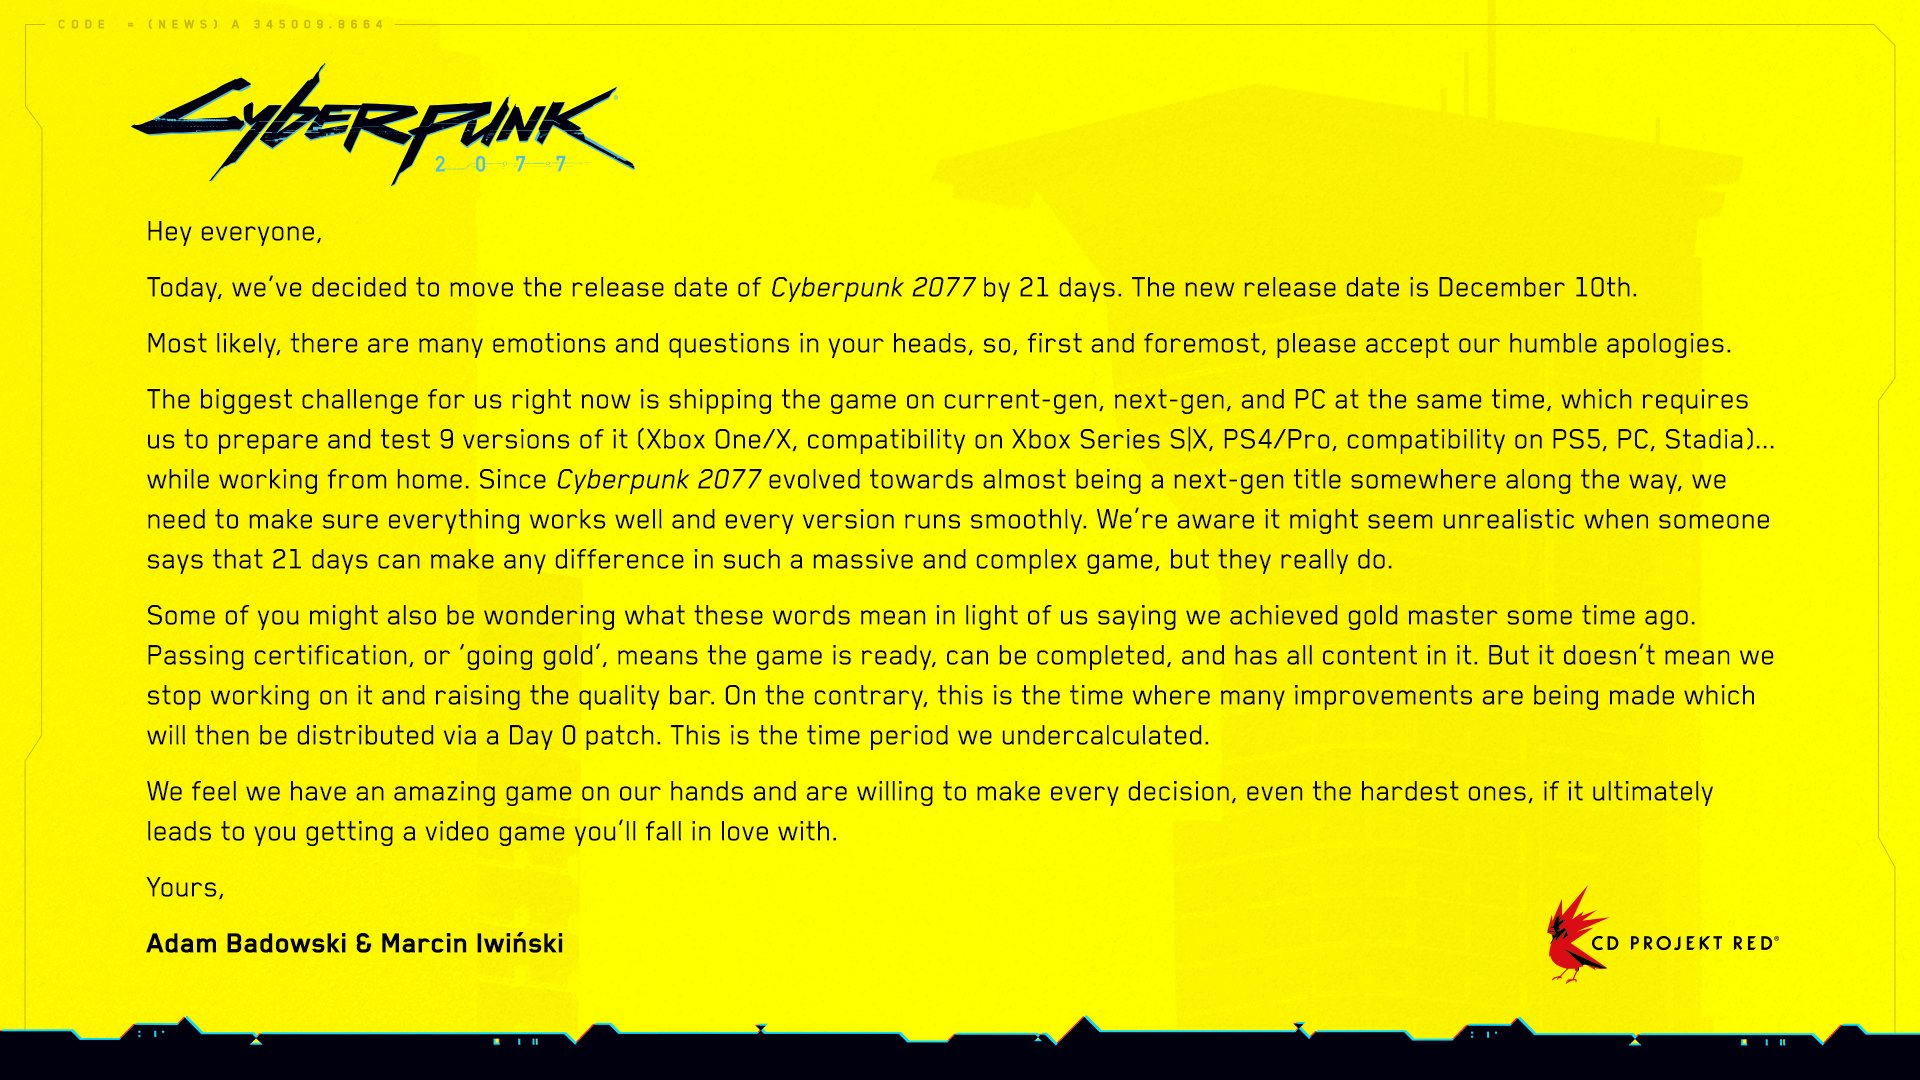 CODE = (NEWS) A 345009.8664
Cyberpunk
2077
Hey everyone,
Today, we’ve decided to move the release date of Cyberpunk 2077 by 21 days. The new release date is December 10th.
Most likely, there are many emotions and questions in your heads, so, first and foremost, please accept our humble apologies.
The biggest challenge for us right now is shipping the game on current-gen, next-gen, and PC at the same time, which requires
us to prepare and test 9 versions of it (Xbox One/X, compatibility on Xbox Series S|X, PS4/Pro, compatibility on PS5, PC, Stadia)...
while working from home. Since Cyberpunk 2077 evolved towards almost being a next-gen title somewhere along the way, we
need to make sure everything works well and every version runs smoothly. We’re aware it might seem unrealistic when someone
says that 21 days can make any difference in such a massive and complex game, but they really do.
Some of you might also be wondering what these words mean in light of us saying we achieved gold master some time ago.
Passing certification, or ‘going gold’, means the game is ready, can be completed, and has all content in it. But it doesn’t mean we
stop working on it and raising the quality bar. On the contrary, this is the time where many improvements are being made which
will then be distributed via a Day 0 patch. This is the time period we undercalculated.
We feel we have an amazing game on our hands and are willing to make every decision, even the hardest ones, if it ultimately
leads to you getting a video game you’ll fall in love with.
Yours,
Adam Badowski & Marcin Iwiński
CD PROJEKT RED®